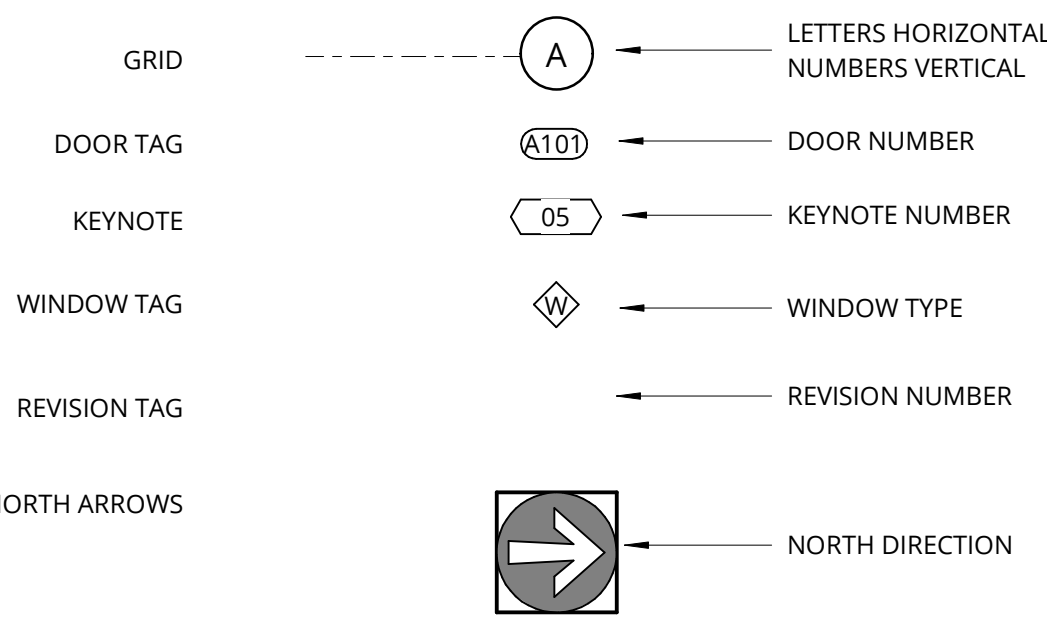 GRID
A
LETTERS HORIZONTAL
NUMBERS VERTICAL
DOOR TAG
A101
DOOR NUMBER
KEYNOTE
05
KEYNOTE NUMBER
WINDOW TAG
W
WINDOW TYPE
REVISION TAG
REVISION NUMBER
NORTH ARROWS
NORTH DIRECTION